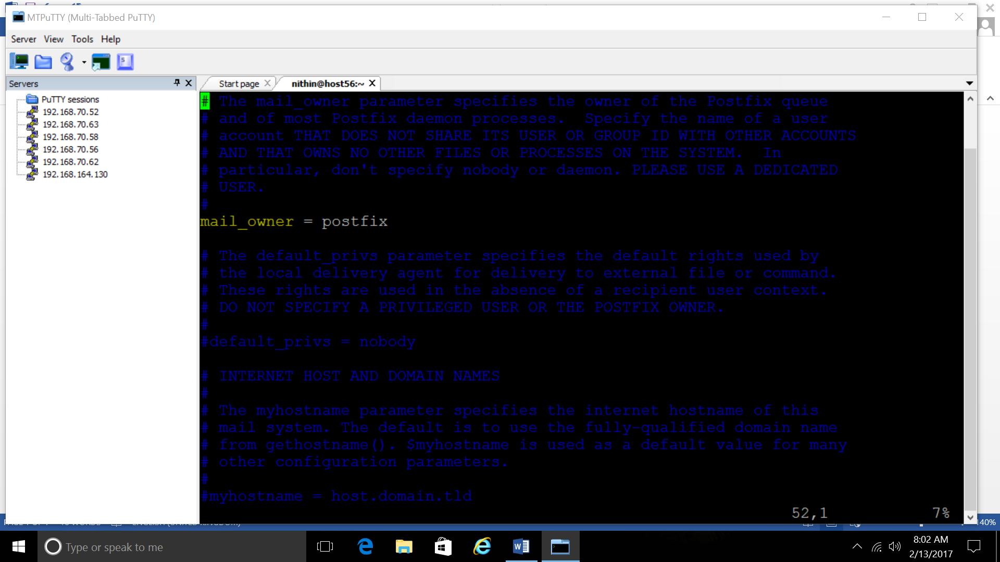 MTPuTTY (Multi-Tabbed PuTTY)
Server View Tools Help
Servers
Start page
nithin@host56:~
PuTTY sessions
192.168.70.52
192.168.70.63
192.168.70.58
192.168.70.56
192.168.70.62
192.168.164.130
# The mail_owner parameter specifies the owner of the Postfix queue
# and of most Postfix daemon processes.  Specify the name of a user
# account THAT DOES NOT SHARE ITS USER OR GROUP ID WITH OTHER ACCOUNTS
# AND THAT OWNS NO OTHER FILES OR PROCESSES ON THE SYSTEM.  In
# particular, don't specify nobody or daemon. PLEASE USE A DEDICATED
# USER.
#
mail_owner = postfix
# The default_privs parameter specifies the default rights used by
# the local delivery agent for delivery to external file or command.
# These rights are used in the absence of a recipient user context.
# DO NOT SPECIFY A PRIVILEGED USER OR THE POSTFIX OWNER.
#
#default_privs = nobody
# INTERNET HOST AND DOMAIN NAMES
#
# The myhostname parameter specifies the internet hostname of this
# mail system. The default is to use the fully-qualified domain name
# from gethostname(). $myhostname is used as a default value for many
# other configuration parameters.
#
#myhostname = host.domain.tld
52,1 7%
140%
Type or speak to me
8:02 AM
2/13/2017